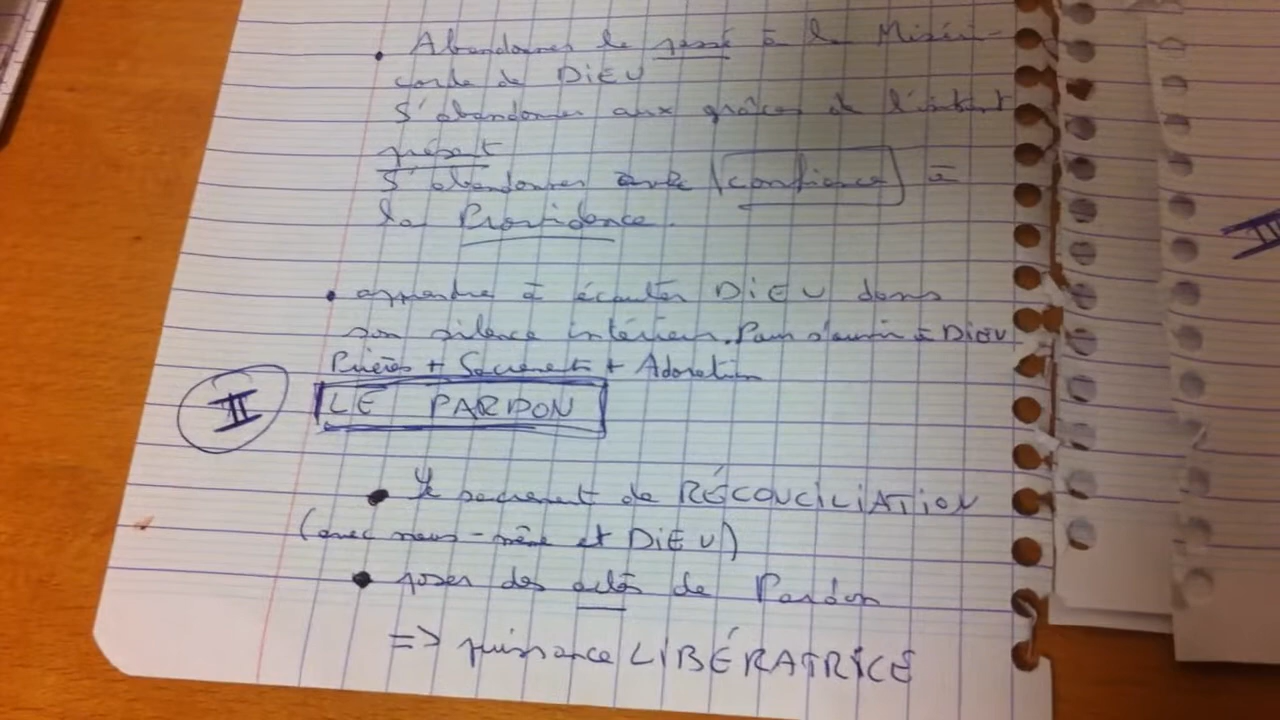 • Abandonner le passé à la Miséri-
corde de DIEU
S'abandonner aux grâces de l'instant
présent
S'abandonner avec (confiance) à
la Providence.
• apprendre à écouter DIEU dans
son silence intérieur. Pour s'unir à DIEU
Prières + Sacrements + Adoration
II LE PARDON
• Le sacrement de RÉCONCILIATION
(avec nous-même et DIEU)
• poser des actes de Pardon
=> puissance LIBÉRATRICE
II